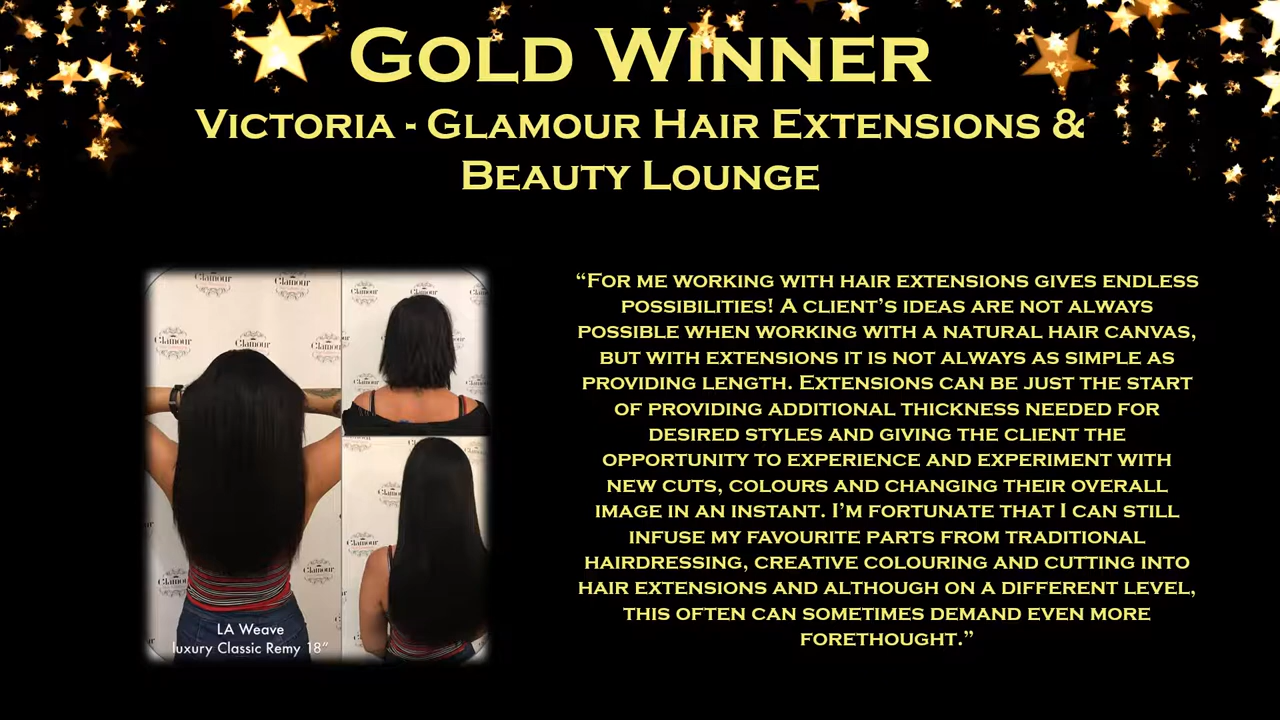 GOLD WINNER
VICTORIA - GLAMOUR HAIR EXTENSIONS &
BEAUTY LOUNGE
“FOR ME WORKING WITH HAIR EXTENSIONS GIVES ENDLESS
POSSIBILITIES! A CLIENT’S IDEAS ARE NOT ALWAYS
POSSIBLE WHEN WORKING WITH A NATURAL HAIR CANVAS,
BUT WITH EXTENSIONS IT IS NOT ALWAYS AS SIMPLE AS
PROVIDING LENGTH. EXTENSIONS CAN BE JUST THE START
OF PROVIDING ADDITIONAL THICKNESS NEEDED FOR
DESIRED STYLES AND GIVING THE CLIENT THE
OPPORTUNITY TO EXPERIENCE AND EXPERIMENT WITH
NEW CUTS, COLOURS AND CHANGING THEIR OVERALL
IMAGE IN AN INSTANT. I’M FORTUNATE THAT I CAN STILL
INFUSE MY FAVOURITE PARTS FROM TRADITIONAL
HAIRDRESSING, CREATIVE COLOURING AND CUTTING INTO
HAIR EXTENSIONS AND ALTHOUGH ON A DIFFERENT LEVEL,
THIS OFTEN CAN SOMETIMES DEMAND EVEN MORE
FORETHOUGHT.”
Glamour
Glamour
Glamour
Glamour
LA Weave
luxury Classic Remy 18”